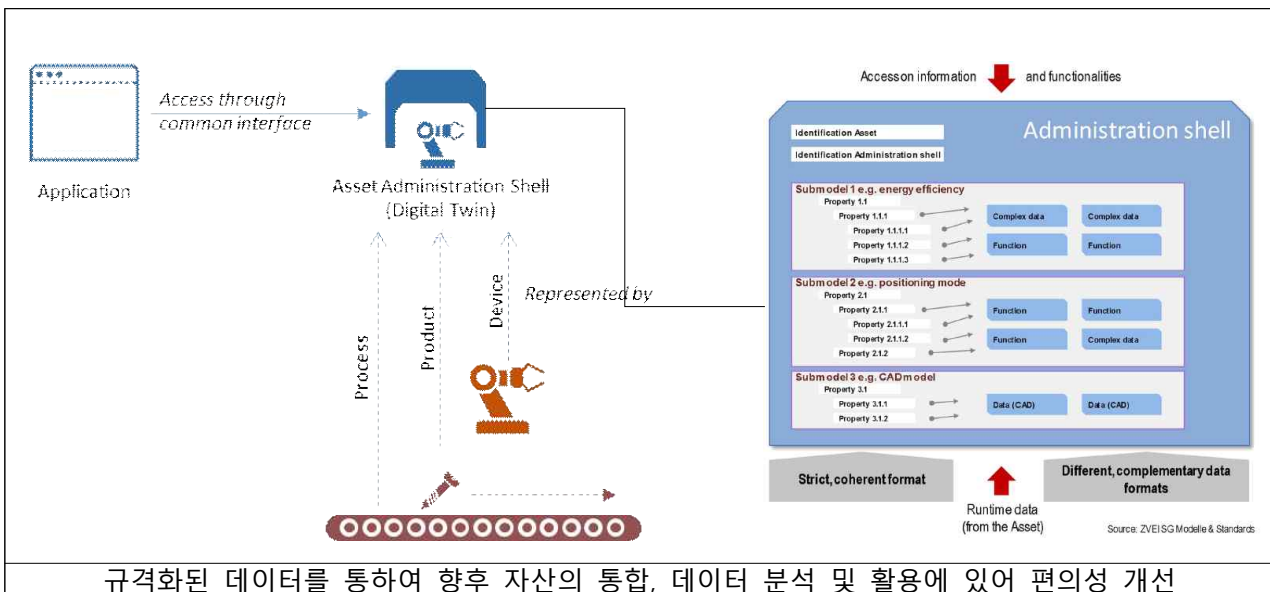 Application
Access through
common interface
Asset Administration Shell
(Digital Twin)
Process
Product
Device
Represented by
Access on information and functionalities
Administration shell
Identification Asset
Identification Administration shell
Submodel 1 e.g. energy efficiency
Property 1.1
Property 1.1.1
Property 1.1.1.1
Property 1.1.1.2
Property 1.1.1.3
Complex data
Complex data
Function
Function
Submodel 2 e.g. positioning mode
Property 2.1
Property 2.1.1
Property 2.1.1.1
Property 2.1.1.2
Property 2.1.2
Function
Function
Function
Complex data
Submodel 3 e.g. CAD model
Property 3.1
Property 3.1.1
Property 3.1.2
Data (CAD)
Data (CAD)
Strict, coherent format
Runtime data
(from the Asset)
Different, complementary data
formats
Source: ZVEI SG Modelle & Standards
규격화된 데이터를 통하여 향후 자산의 통합, 데이터 분석 및 활용에 있어 편의성 개선